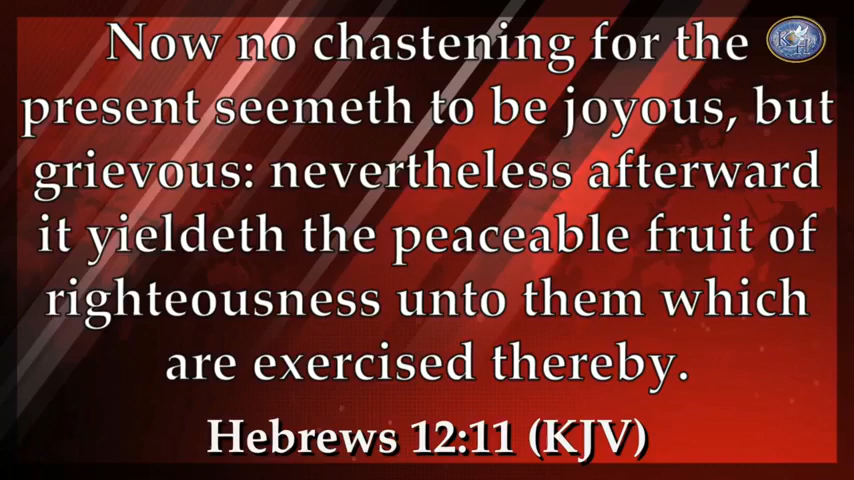 Now no chastening for the
present seemeth to be joyous, but
grievous: nevertheless afterward
it yieldeth the peaceable fruit of
righteousness unto them which
are exercised thereby.
Hebrews 12:11 (KJV)